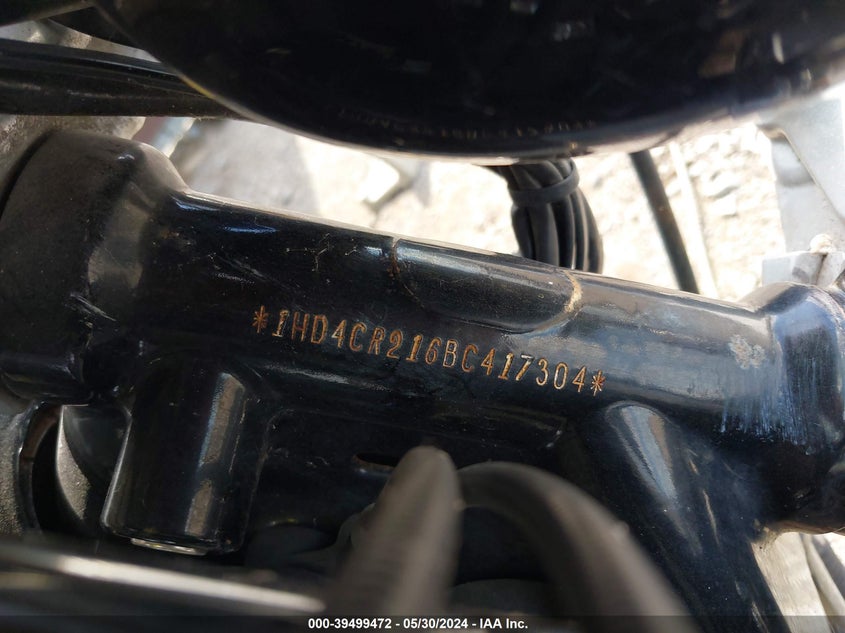 *1HD4CR216BC417304*
000-39499472 - 05/30/2024 - IAA Inc.